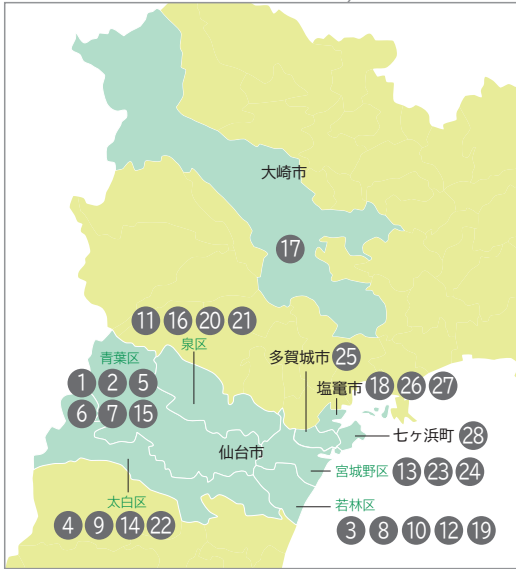 大崎市
17
11 16 20 21
泉区
青葉区
1 2 5
6 7 15
多賀城市 25
塩竈市 18 26 27
七ヶ浜町 28
仙台市
宮城野区 13 23 24
太白区
4 9 14 22
若林区
3 8 10 12 19